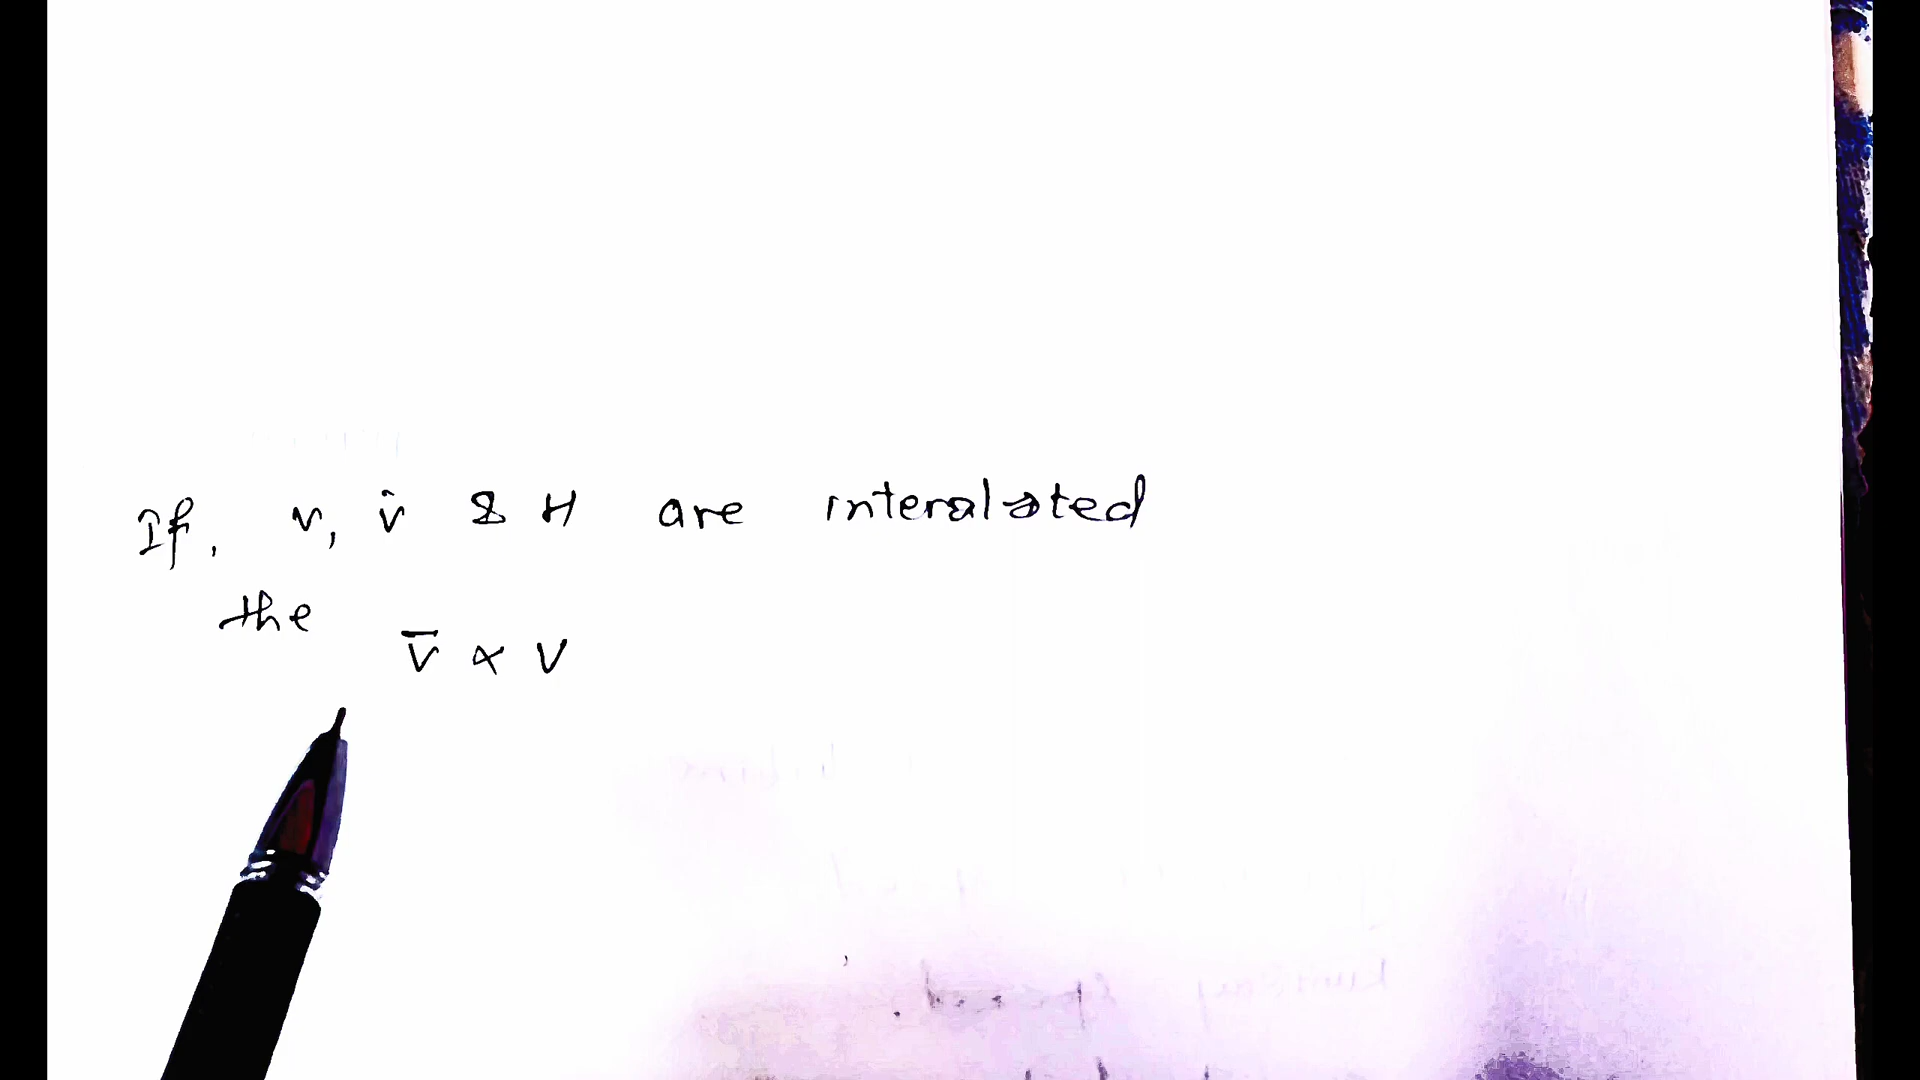 If, v, v̇ & H are interalated
the
v̅ ∝ v